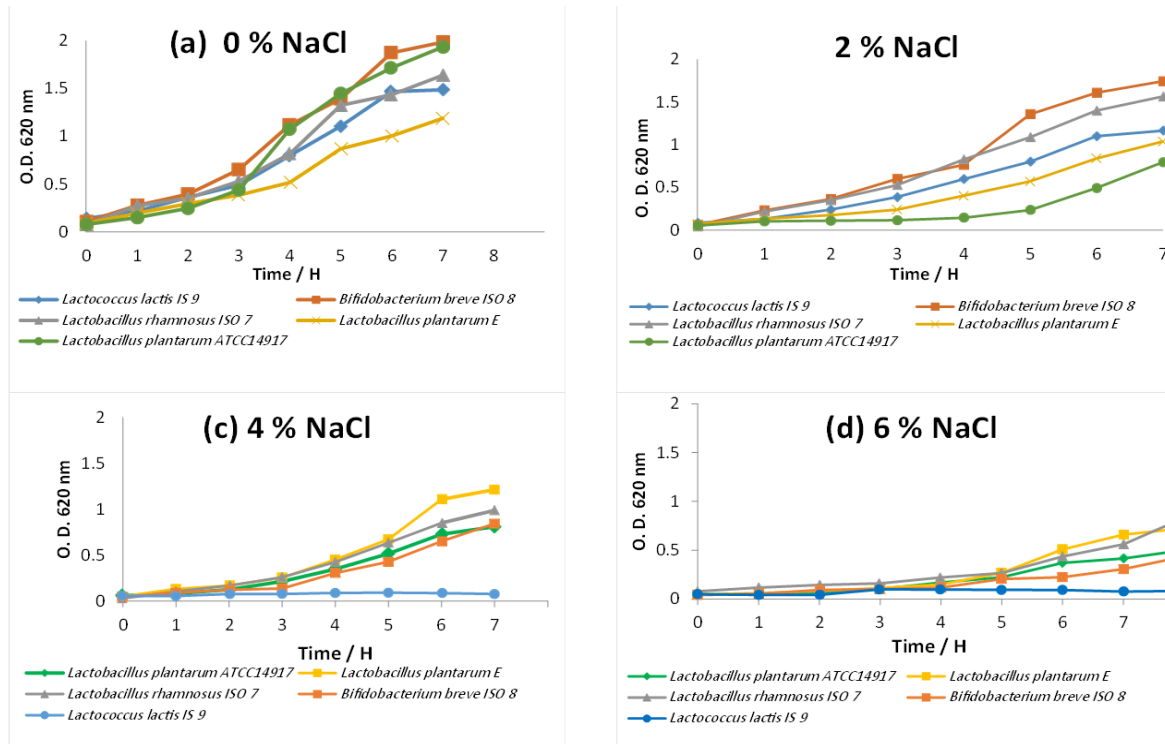 (a) 0 % NaCl
O.D. 620 nm
2
1.5
1
0.5
0
0 1 2 3 4 5 6 7 8
Time / H
Lactococcus lactis IS 9
Bifidobacterium breve ISO 8
Lactobacillus rhamnosus ISO 7
Lactobacillus plantarum E
Lactobacillus plantarum ATCC14917
2 % NaCl
O. D. 620 nm
2
1.5
1
0.5
0
0 1 2 3 4 5 6 7
Time / H
Lactococcus lactis IS 9
Bifidobacterium breve ISO 8
Lactobacillus rhamnosus ISO 7
Lactobacillus plantarum E
Lactobacillus plantarum ATCC14917
(c) 4 % NaCl
O. D. 620 nm
2
1.5
1
0.5
0
0 1 2 3 4 5 6 7
Time / H
Lactobacillus plantarum ATCC14917
Lactobacillus plantarum E
Lactobacillus rhamnosus ISO 7
Bifidobacterium breve ISO 8
Lactococcus lactis IS 9
(d) 6 % NaCl
O. D. 620 nm
2
1.5
1
0.5
0
0 1 2 3 4 5 6 7
Time / H
Lactobacillus plantarum ATCC14917
Lactobacillus plantarum E
Lactobacillus rhamnosus ISO 7
Bifidobacterium breve ISO 8
Lactococcus lactis IS 9